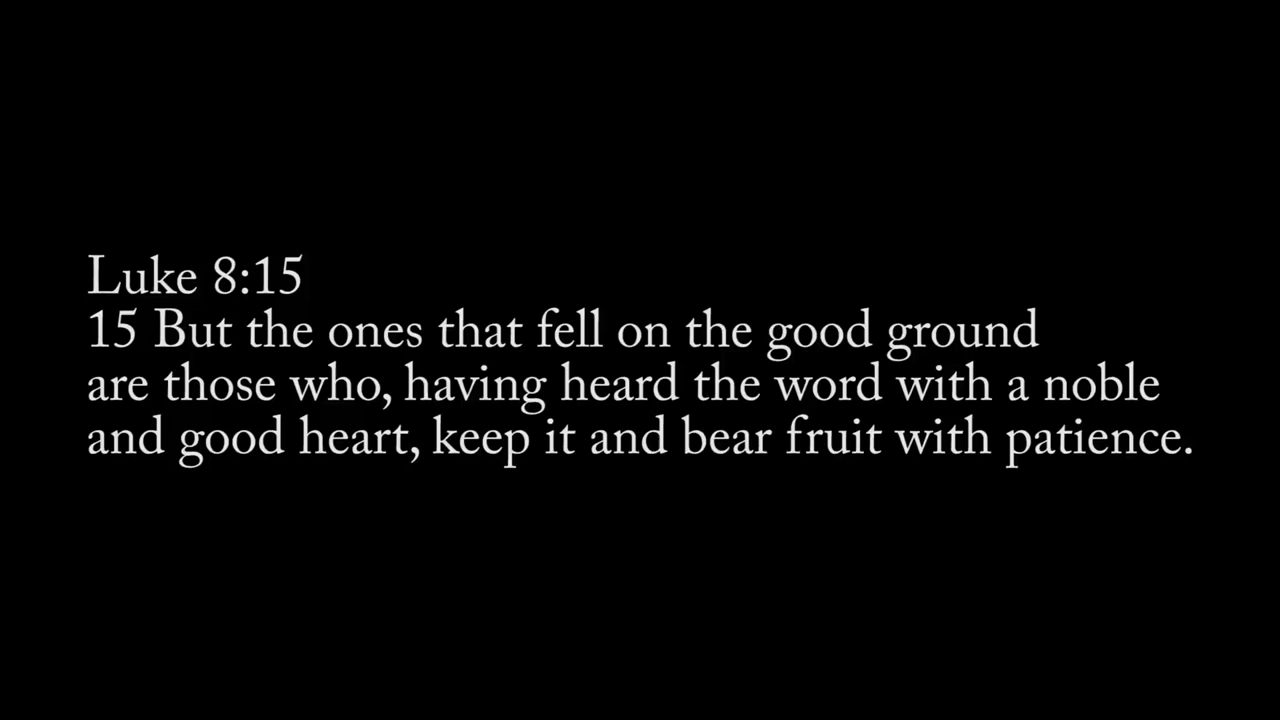 Luke 8:15
15 But the ones that fell on the good ground
are those who, having heard the word with a noble
and good heart, keep it and bear fruit with patience.